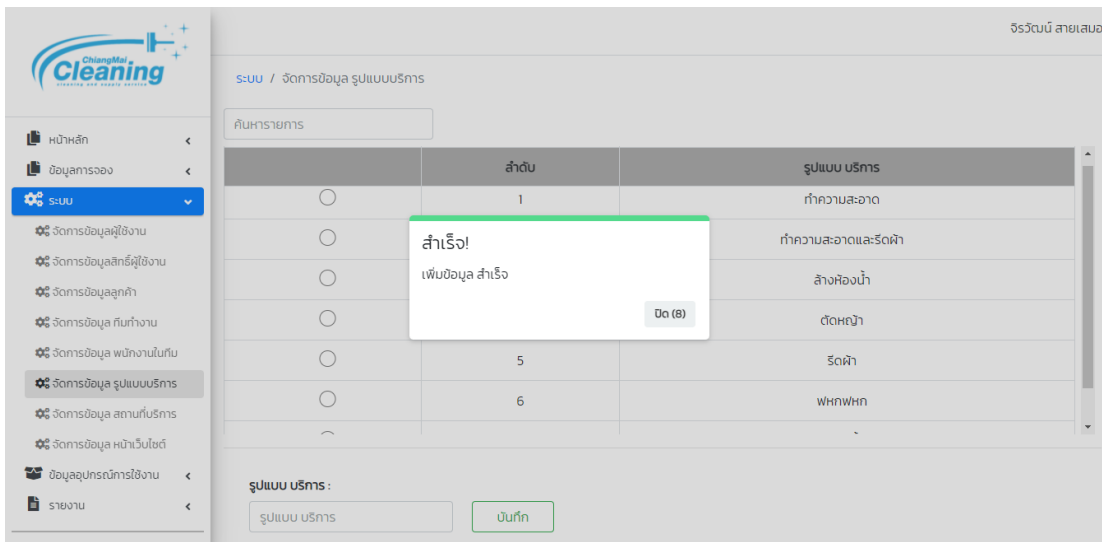 จิรวัฒน์ สายเสมอ
ChiangMai
Cleaning
cleaning and supply service
ระบบ / จัดการข้อมูล รูปแบบบริการ
ค้นหารายการ
หน้าหลัก
ข้อมูลการจอง
ระบบ
จัดการข้อมูลผู้ใช้งาน
จัดการข้อมูลสิทธิ์ผู้ใช้งาน
จัดการข้อมูลลูกค้า
จัดการข้อมูล ทีมทำงาน
จัดการข้อมูล พนักงานในทีม
จัดการข้อมูล รูปแบบบริการ
จัดการข้อมูล สถานที่บริการ
จัดการข้อมูล หน้าเว็บไซต์
ข้อมูลอุปกรณ์การใช้งาน
รายงาน
ลำดับ รูปแบบ บริการ
1 ทำความสะอาด
ทำความสะอาดและรีดผ้า
ล้างห้องน้ำ
ตัดหญ้า
5 รีดผ้า
6 ฟหกฟหก
สำเร็จ!
เพิ่มข้อมูล สำเร็จ
ปิด (8)
รูปแบบ บริการ :
รูปแบบ บริการ
บันทึก